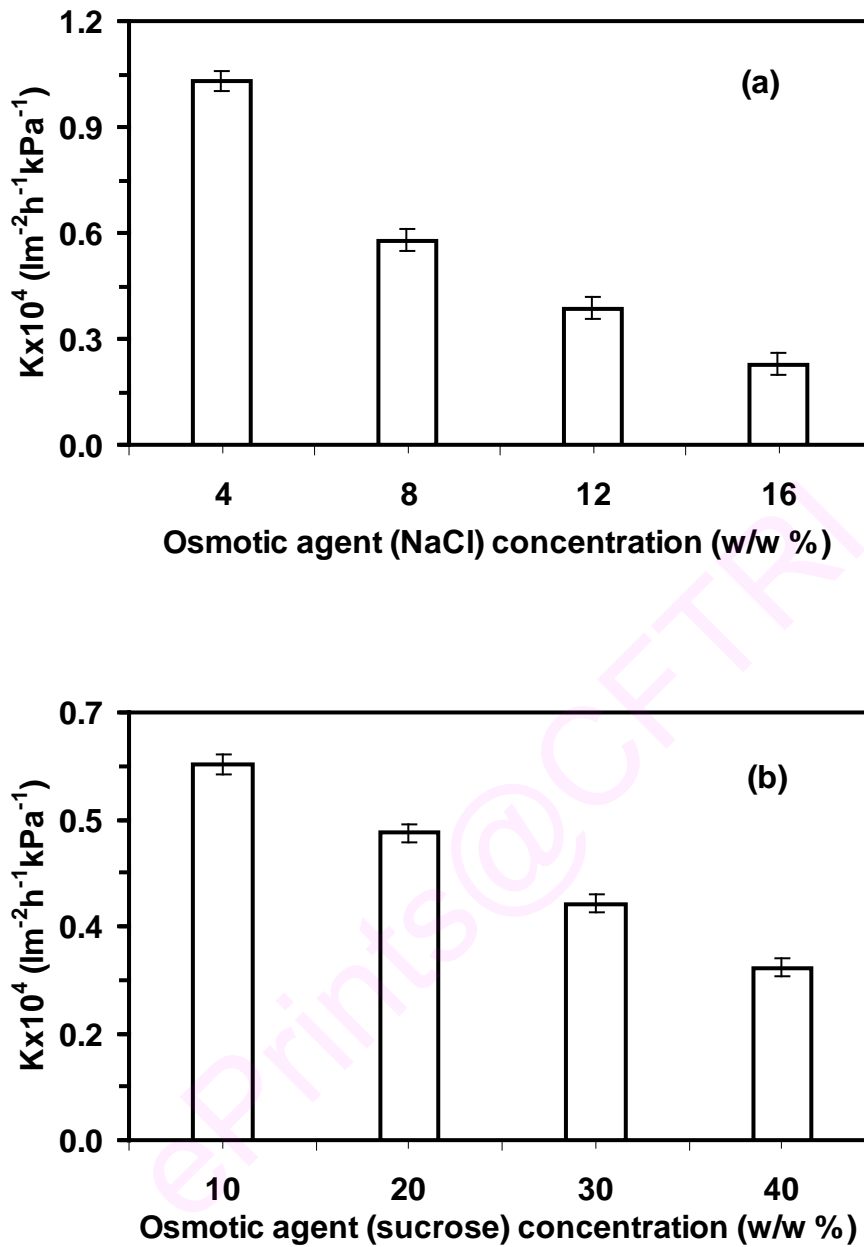 1.2
(a)
0.9
0.6
0.3
0.0
Kx10⁴ (lm⁻²h⁻¹kPa⁻¹)
4 8 12 16
Osmotic agent (NaCl) concentration (w/w %)
0.7
(b)
0.5
0.4
0.2
0.0
Kx10⁴ (lm⁻²h⁻¹kPa⁻¹)
10 20 30 40
Osmotic agent (sucrose) concentration (w/w %)
ePrints@CFTRI